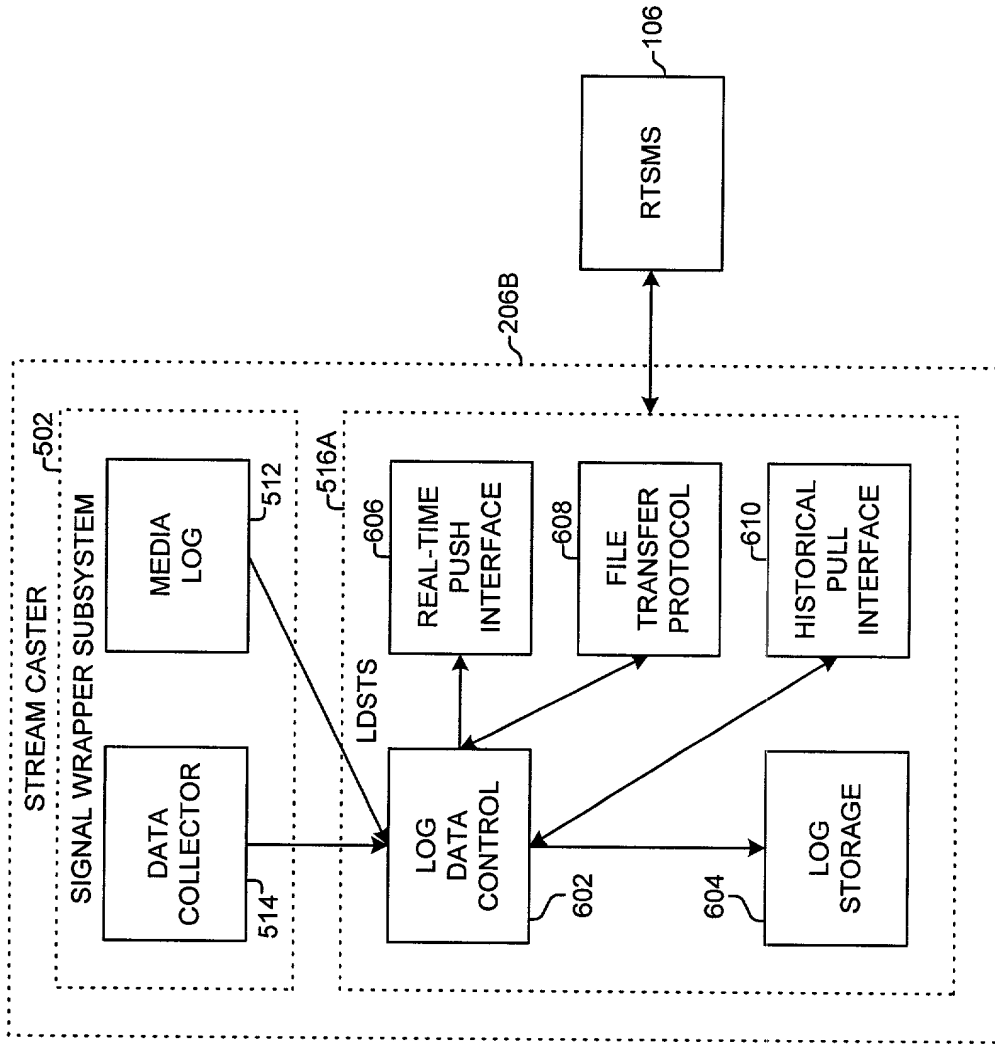 STREAM CASTER
206B
SIGNAL WRAPPER SUBSYSTEM
502
DATA
COLLECTOR
514
MEDIA
LOG
512
LDSTS
516A
LOG
DATA
CONTROL
602
REAL-TIME
PUSH
INTERFACE
606
FILE
TRANSFER
PROTOCOL
608
LOG
STORAGE
604
HISTORICAL
PULL
INTERFACE
610
RTSMS
106